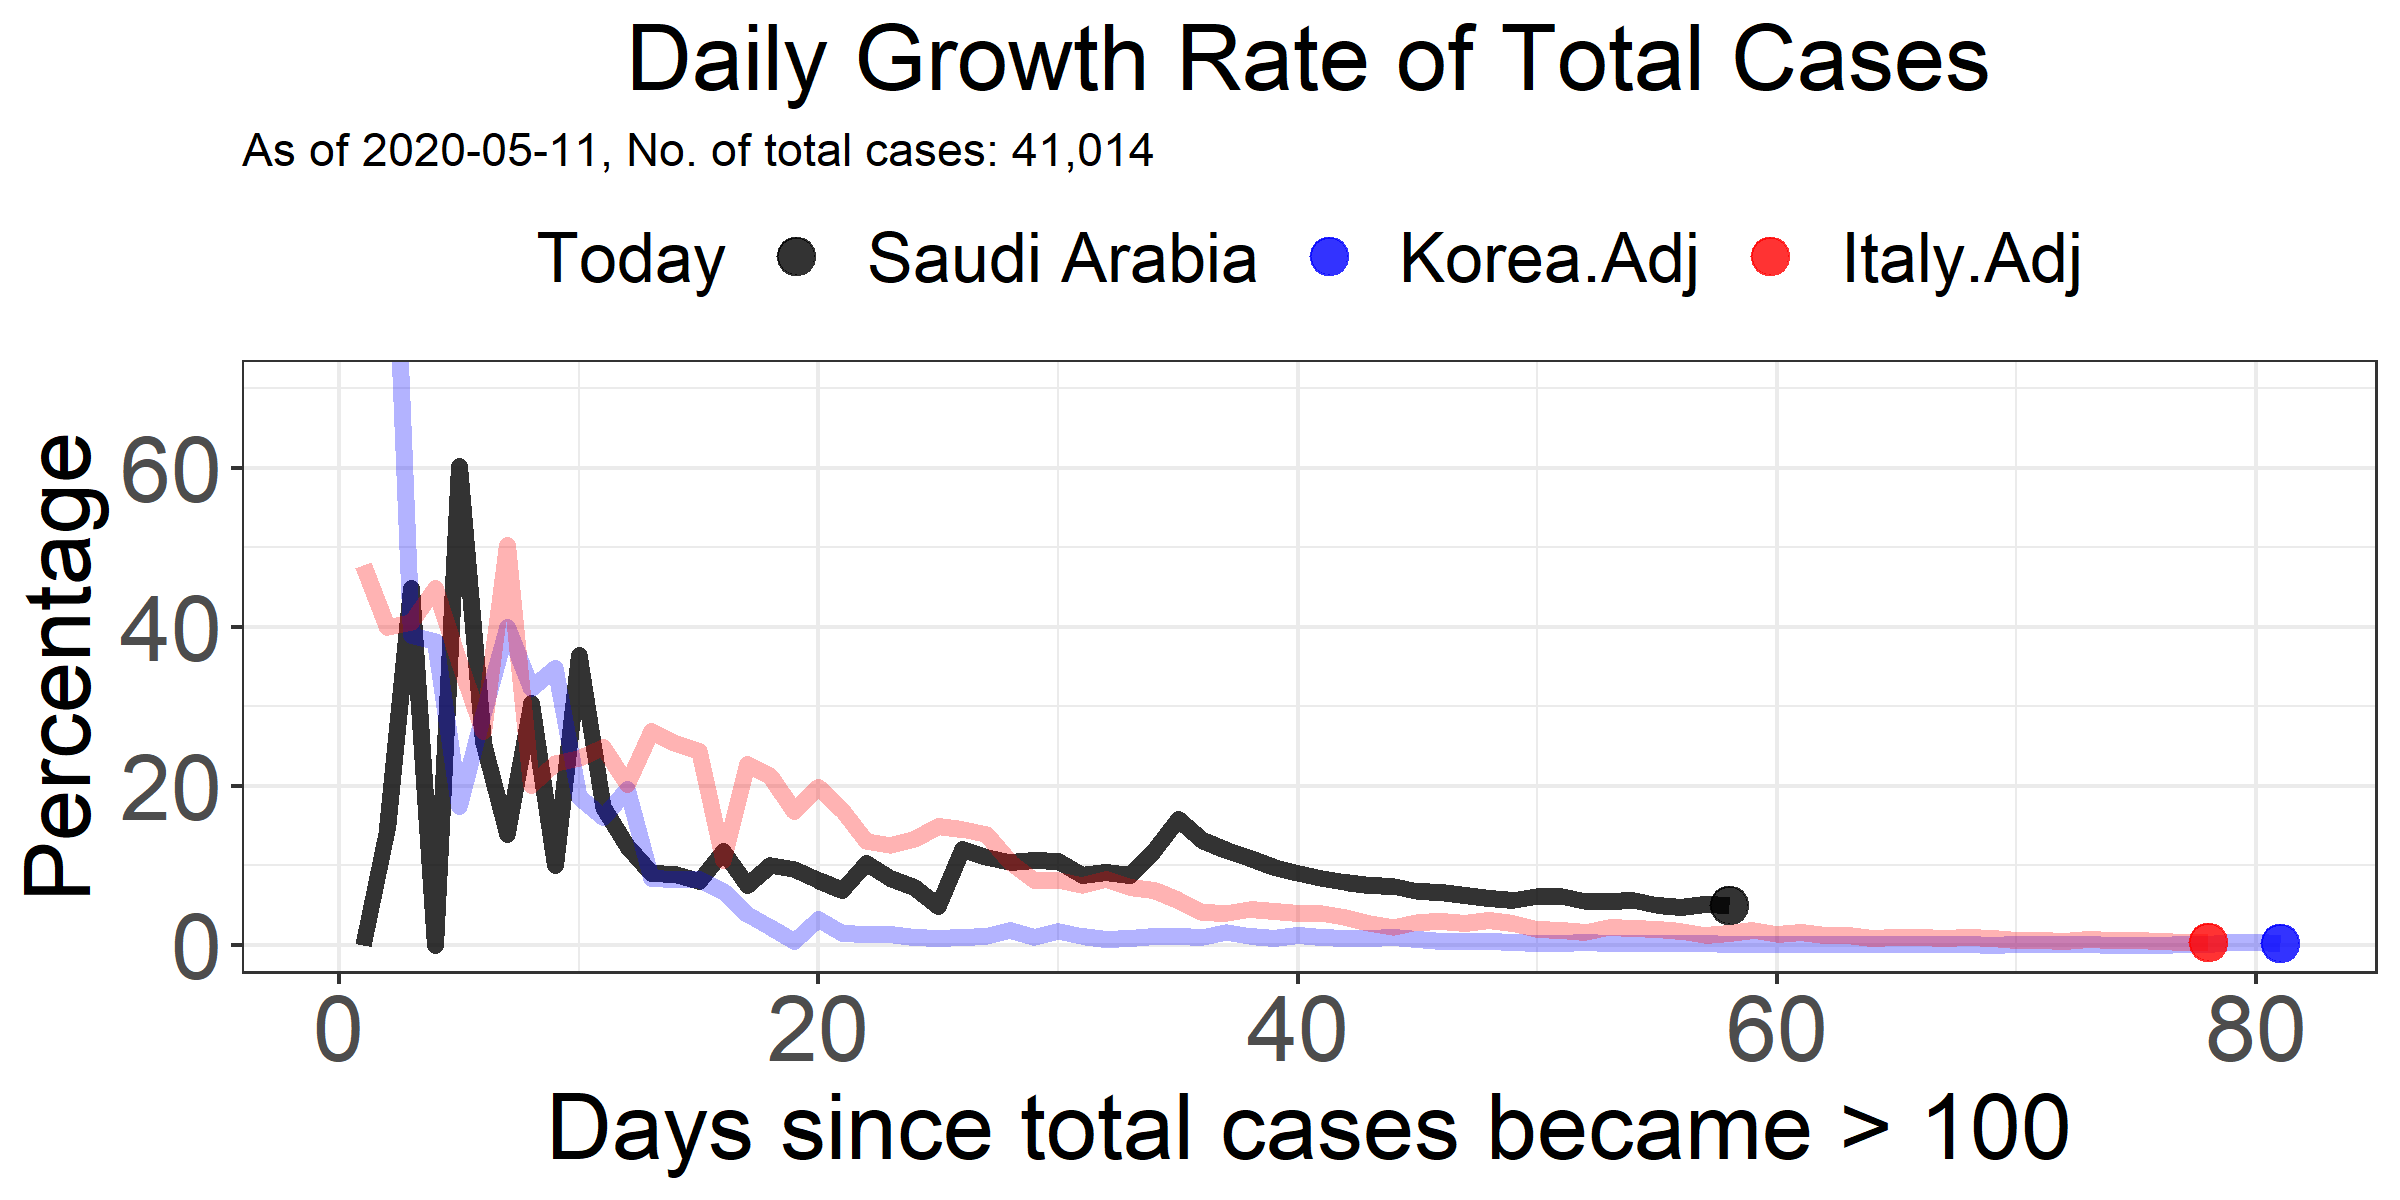 Daily Growth Rate of Total Cases
As of 2020-05-11, No. of total cases: 41,014
Today Saudi Arabia Korea.Adj Italy.Adj
Percentage
60
40
20
0
0 20 40 60 80
Days since total cases became > 100